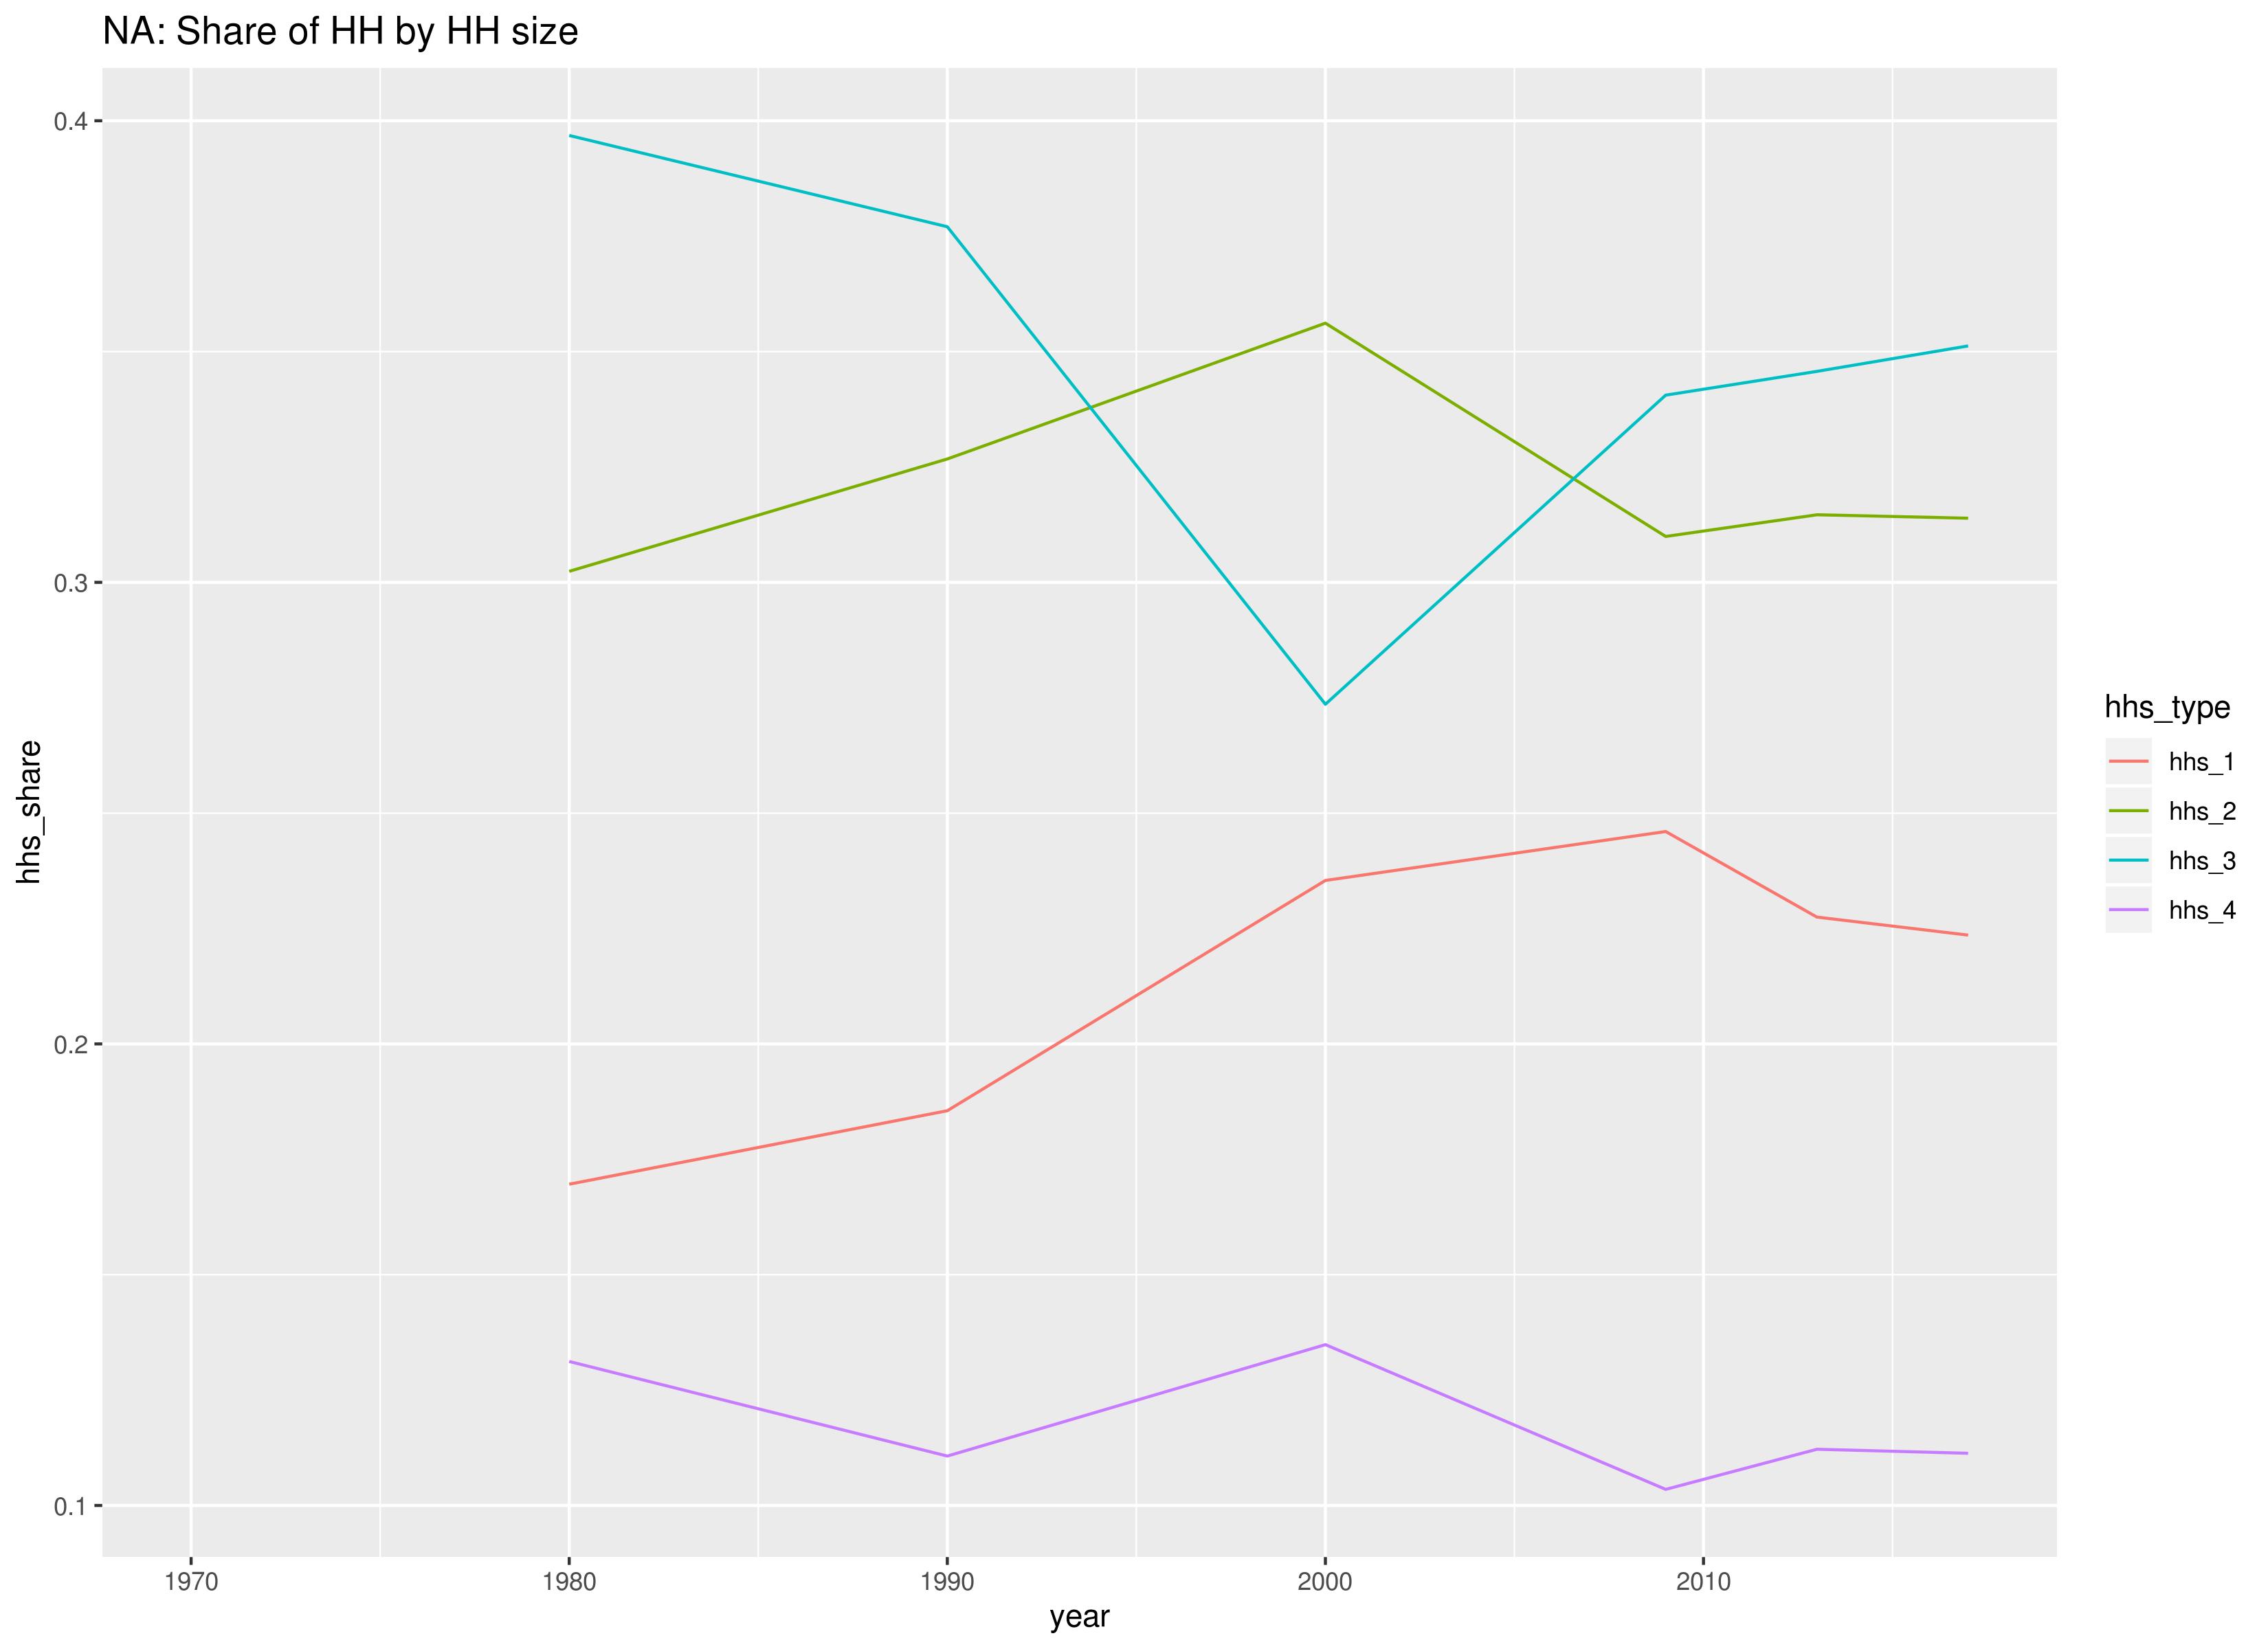 NA: Share of HH by HH size
0.4
0.3
0.2
0.1
hhs_share
1970 1980 1990 2000 2010
year
hhs_type
hhs_1
hhs_2
hhs_3
hhs_4